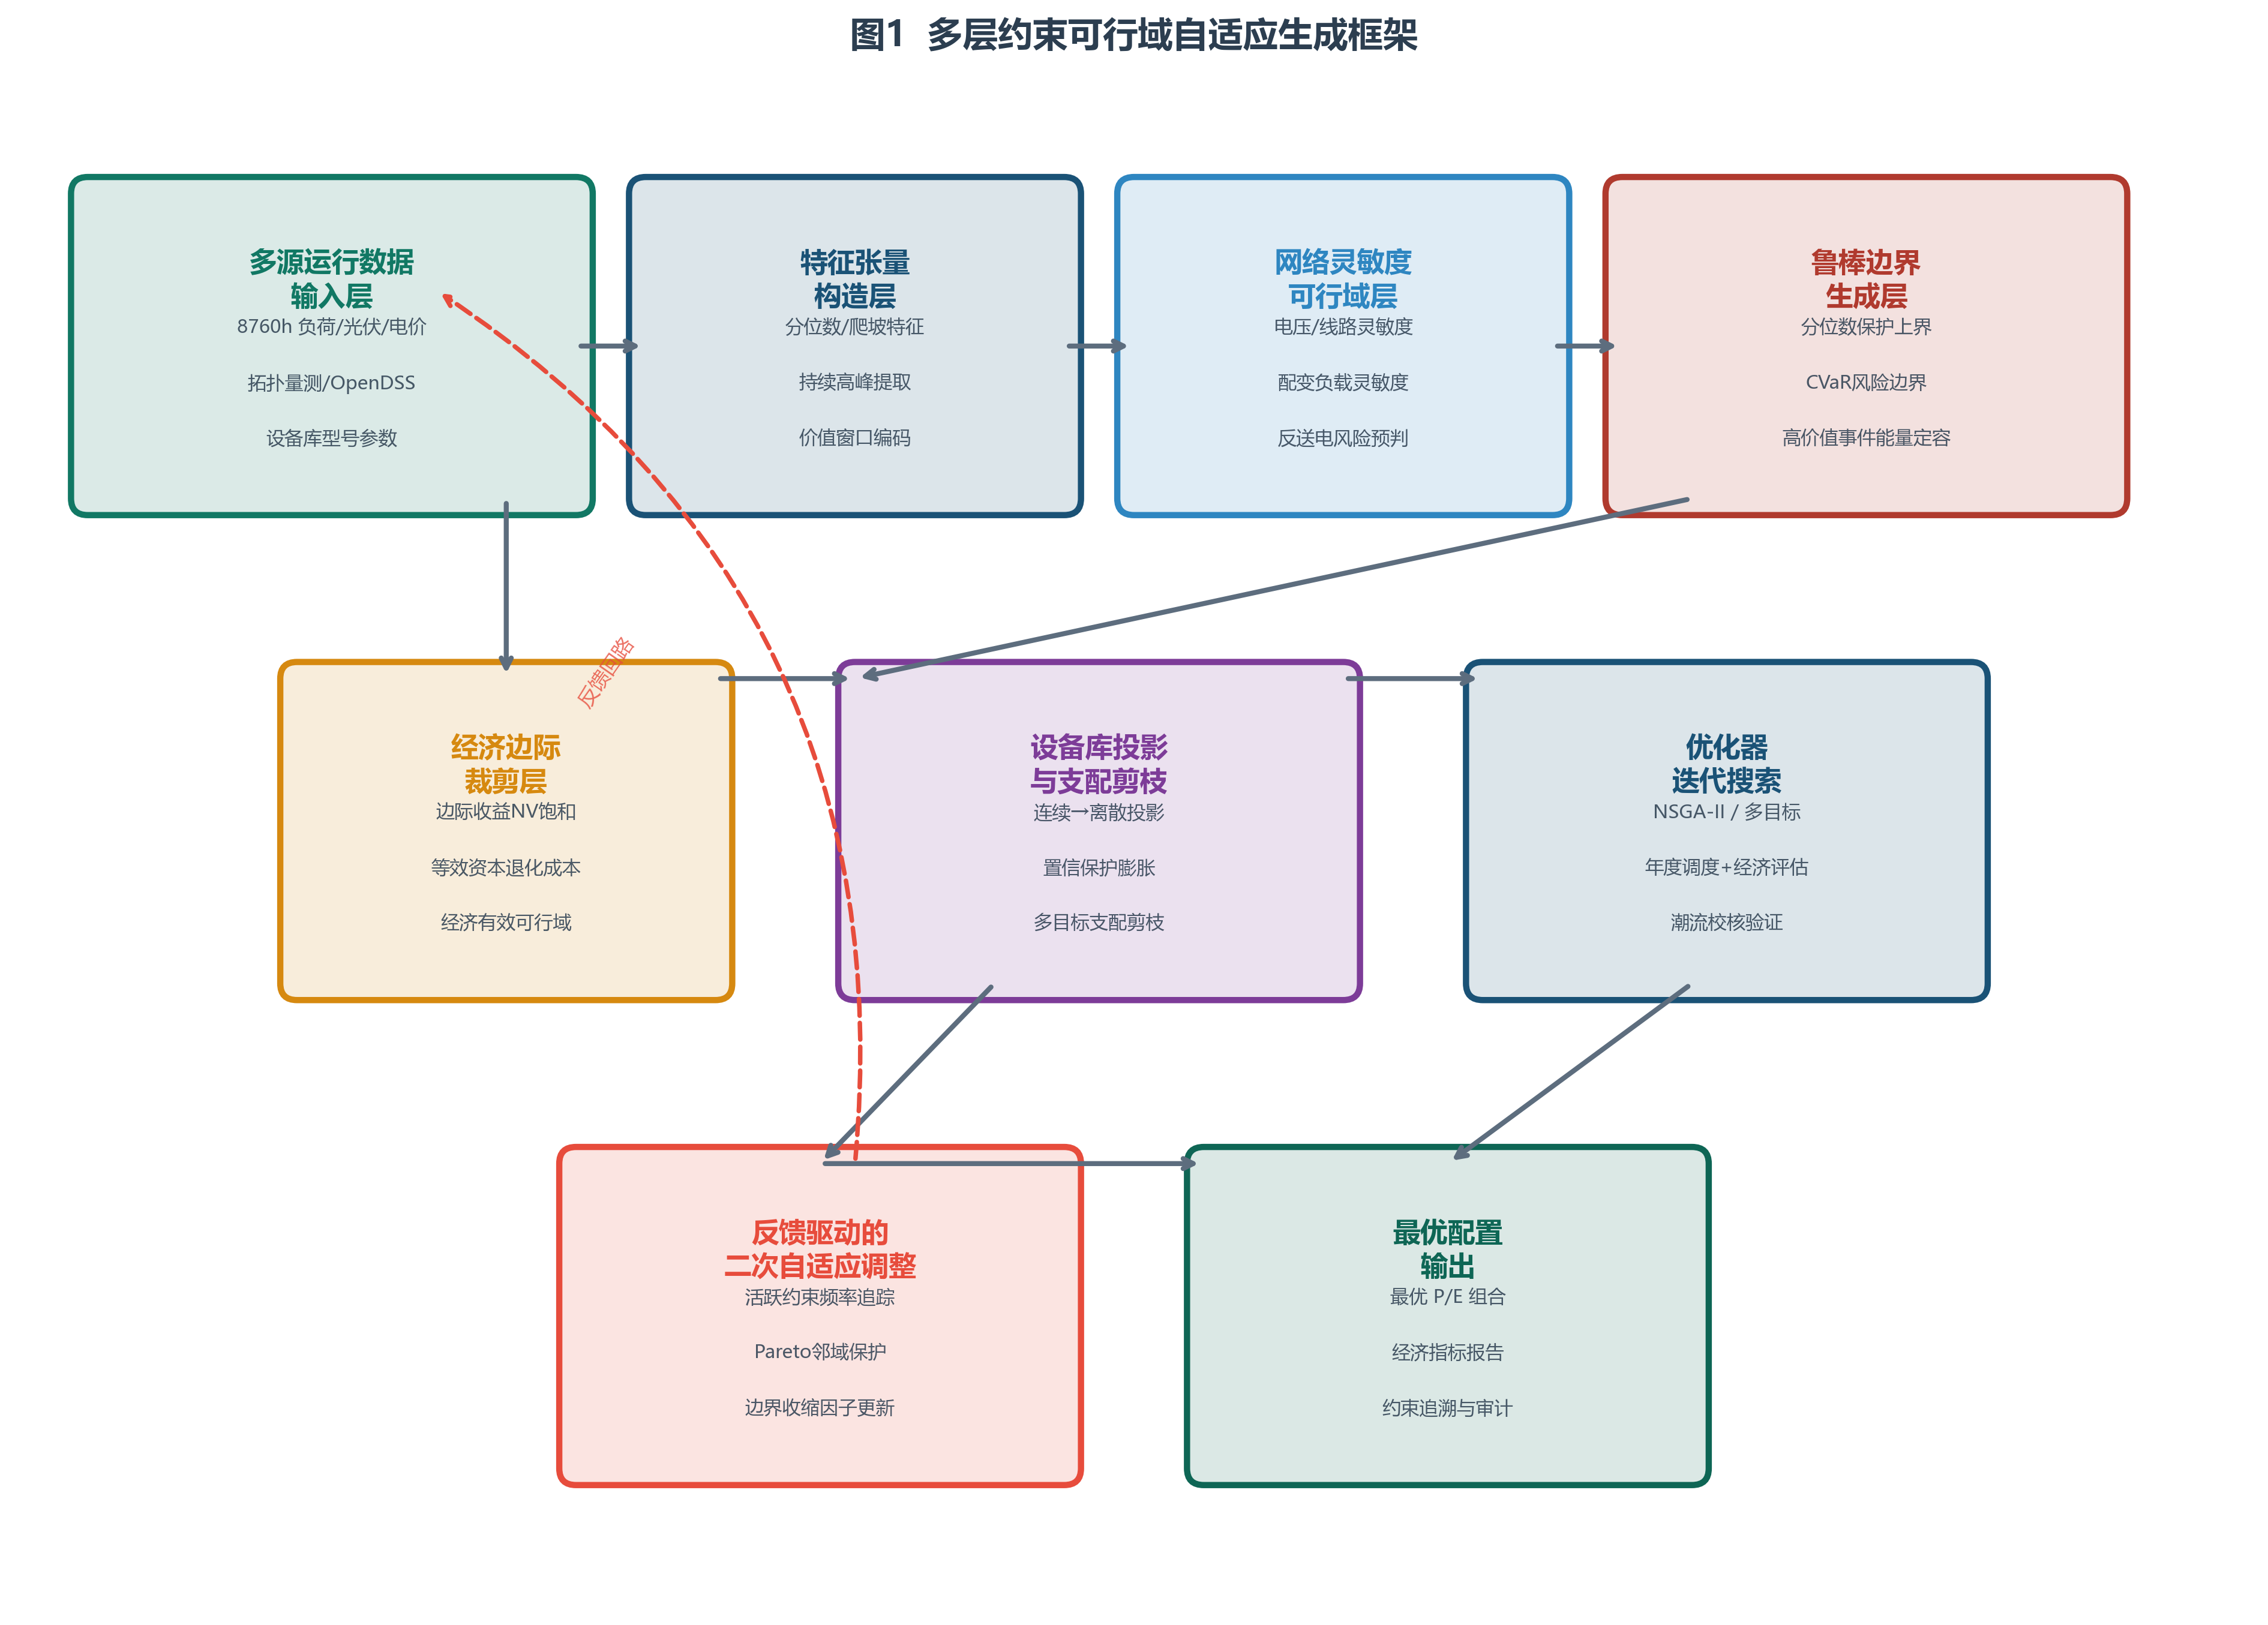 图1 多层约束可行域自适应生成框架
多源运行数据
输入层
8760h 负荷/光伏/电价
拓扑量测/OpenDSS
设备库型号参数
特征张量
构造层
分位数/爬坡特征
持续高峰提取
价值窗口编码
网络灵敏度
可行域层
电压/线路灵敏度
配变负载灵敏度
反送电风险预判
鲁棒边界
生成层
分位数保护上界
CVaR风险边界
高价值事件能量定容
反馈回路
经济边际
裁剪层
边际收益NV饱和
等效资本退化成本
经济有效可行域
设备库投影
与支配剪枝
连续→离散投影
置信保护膨胀
多目标支配剪枝
优化器
迭代搜索
NSGA-II / 多目标
年度调度+经济评估
潮流校核验证
反馈驱动的
二次自适应调整
活跃约束频率追踪
Pareto邻域保护
边界收缩因子更新
最优配置
输出
最优 P/E 组合
经济指标报告
约束追溯与审计